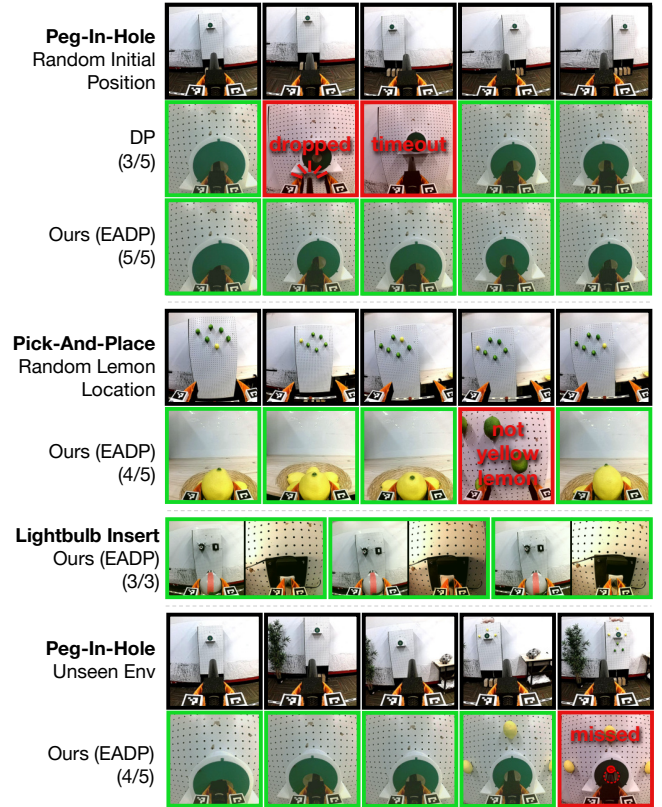 Peg-In-Hole
Random Initial
Position
DP
(3/5)
dropped
timeout
Ours (EADP)
(5/5)
Pick-And-Place
Random Lemon
Location
Ours (EADP)
(4/5)
not
yellow
lemon
Lightbulb Insert
Ours (EADP)
(3/3)
Peg-In-Hole
Unseen Env
Ours (EADP)
(4/5)
missed